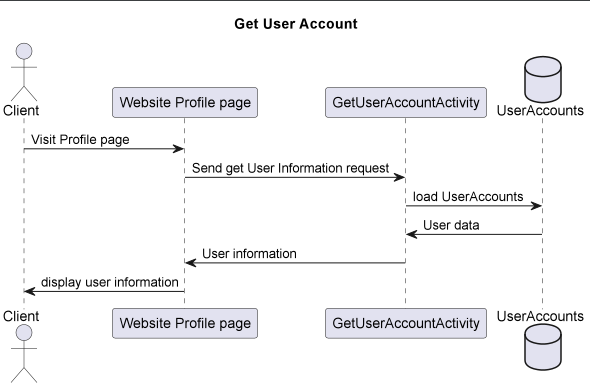 Get User Account
Client
Website Profile page
GetUserAccountActivity
UserAccounts
Visit Profile page
Send get User Information request
load UserAccounts
User data
User information
display user information
Client
Website Profile page
GetUserAccountActivity
UserAccounts